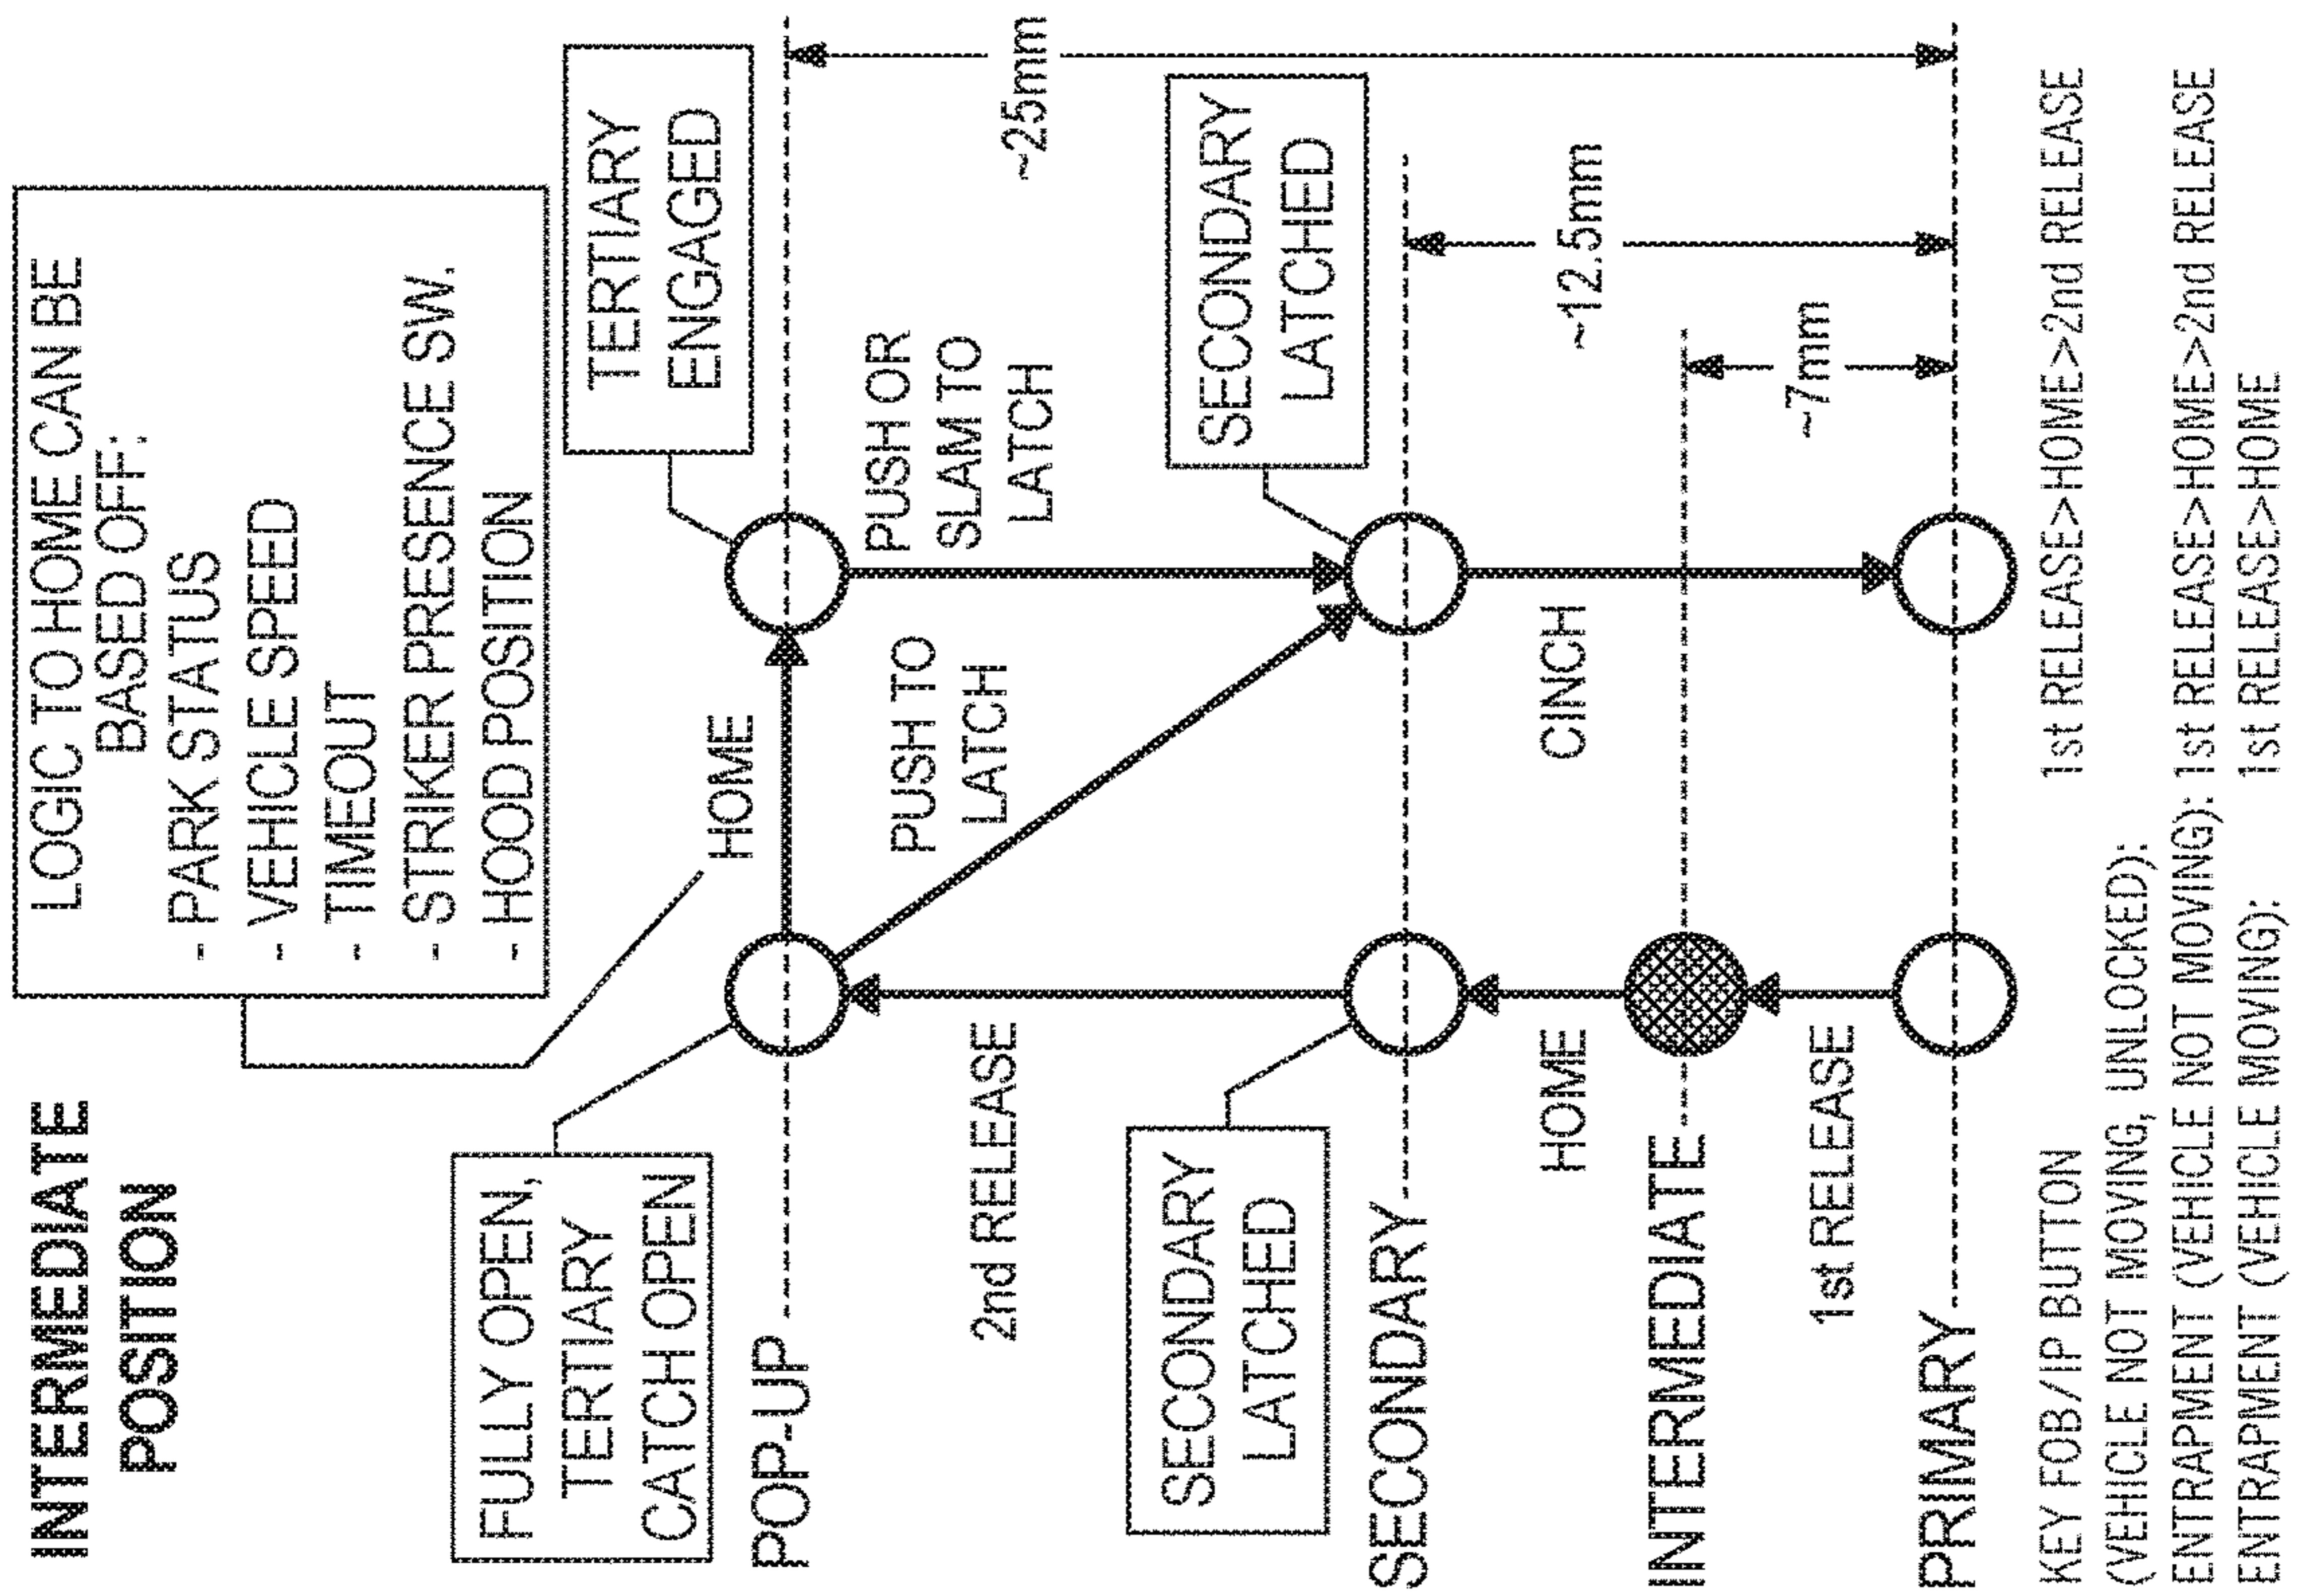 INTERMEDIATE
POSITION
LOGIC TO HOME CAN BE
BASED OFF:
- PARK STATUS
- VEHICLE SPEED
- TIMEOUT
- STRIKER PRESENCE SW.
- HOOD POSITION
FULLY OPEN,
TERTIARY
CATCH OPEN
HOME
TERTIARY
ENGAGED
POP-UP
2nd RELEASE
PUSH TO
LATCH
PUSH OR
SLAM TO
LATCH
~25mm
SECONDARY
LATCHED
SECONDARY
LATCHED
SECONDARY
HOME
CINCH
~12.5mm
INTERMEDIATE
1st RELEASE
~7mm
PRIMARY
KEY FOB/IP BUTTON 1st RELEASE>HOME>2nd RELEASE
(VEHICLE NOT MOVING, UNLOCKED):
ENTRAPMENT (VEHICLE NOT MOVING): 1st RELEASE>HOME>2nd RELEASE
ENTRAPMENT (VEHICLE MOVING): 1st RELEASE>HOME